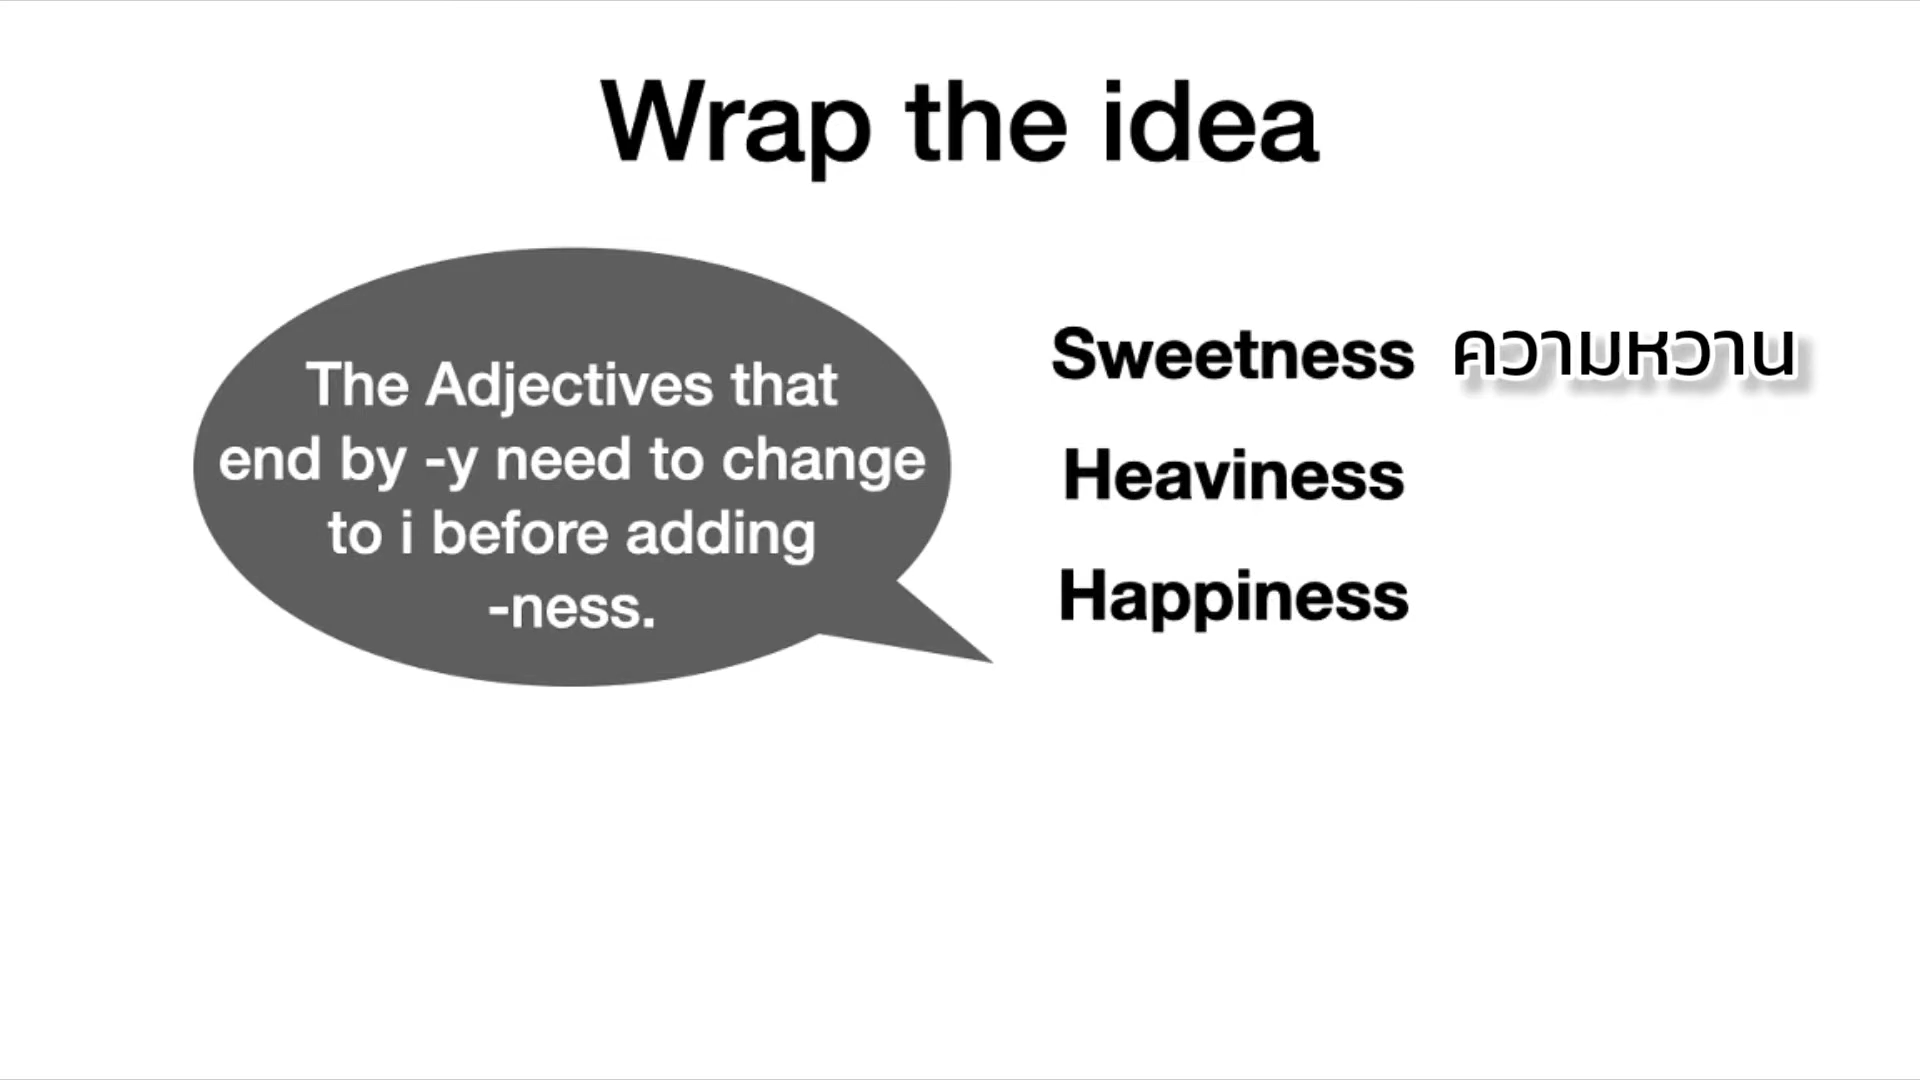 Wrap the idea
The Adjectives that
end by -y need to change
to i before adding
-ness.
Sweetness ความหวาน
Heaviness
Happiness